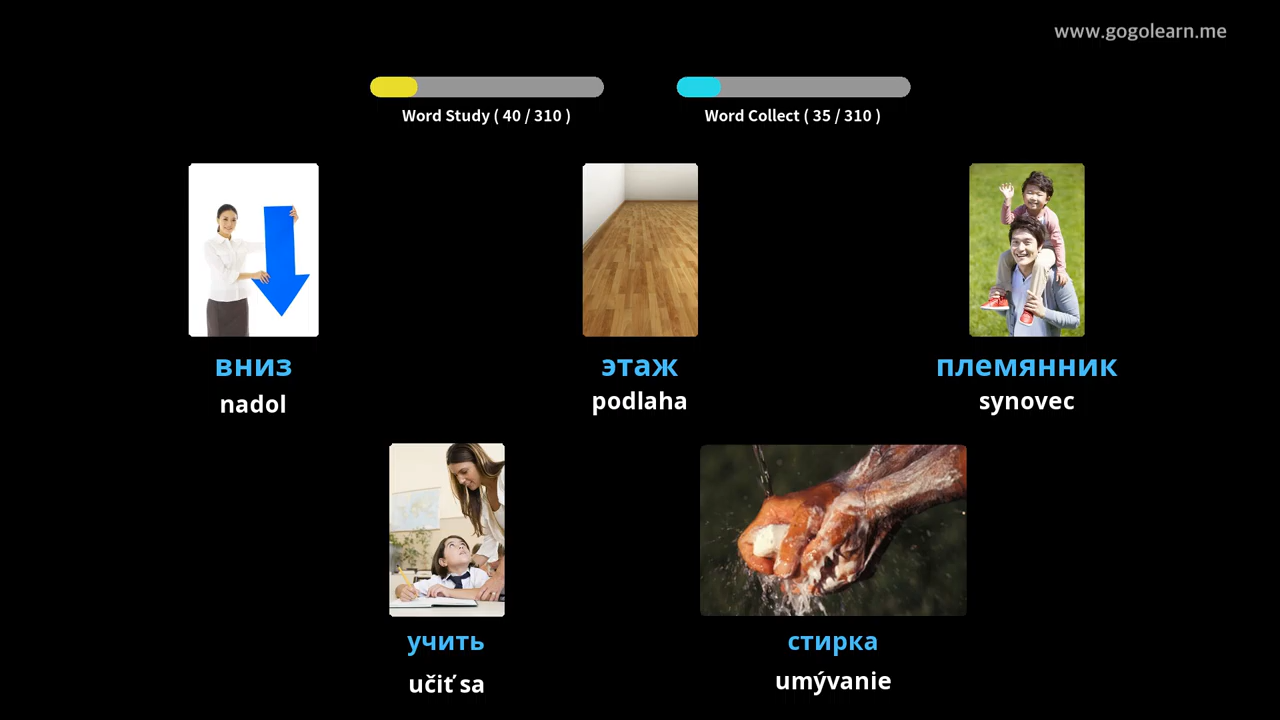 www.gogolearn.me
Word Study ( 40 / 310 )
Word Collect ( 35 / 310 )
вниз
nadol
этаж
podlaha
племянник
synovec
учить
učiť sa
стирка
umývanie